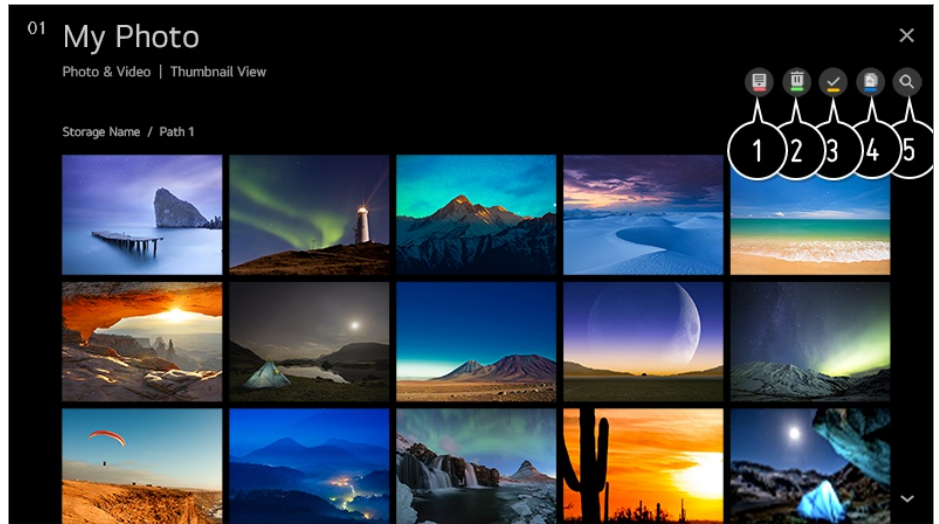 01
My Photo
Photo & Video | Thumbnail View
Storage Name / Path 1
1 2 3 4 5